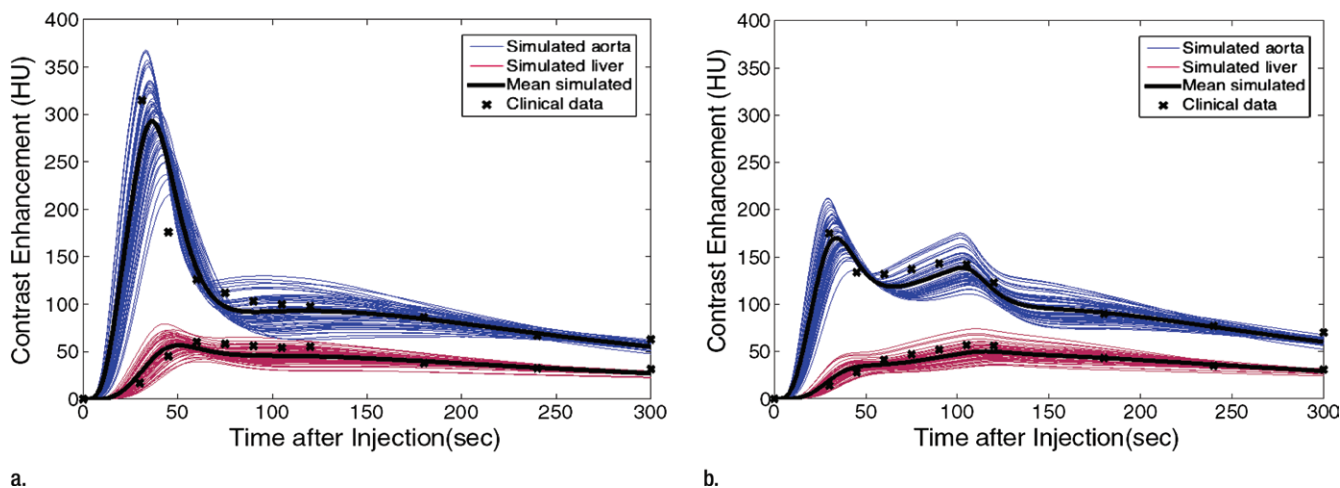 400
350
300
250
200
150
100
50
0
Contrast Enhancement (HU)
0 50 100 150 200 250 300
Time after Injection(sec)
Simulated aorta
Simulated liver
Mean simulated
Clinical data
a.
400
350
300
250
200
150
100
50
0
Contrast Enhancement (HU)
0 50 100 150 200 250 300
Time after Injection(sec)
Simulated aorta
Simulated liver
Mean simulated
Clinical data
b.